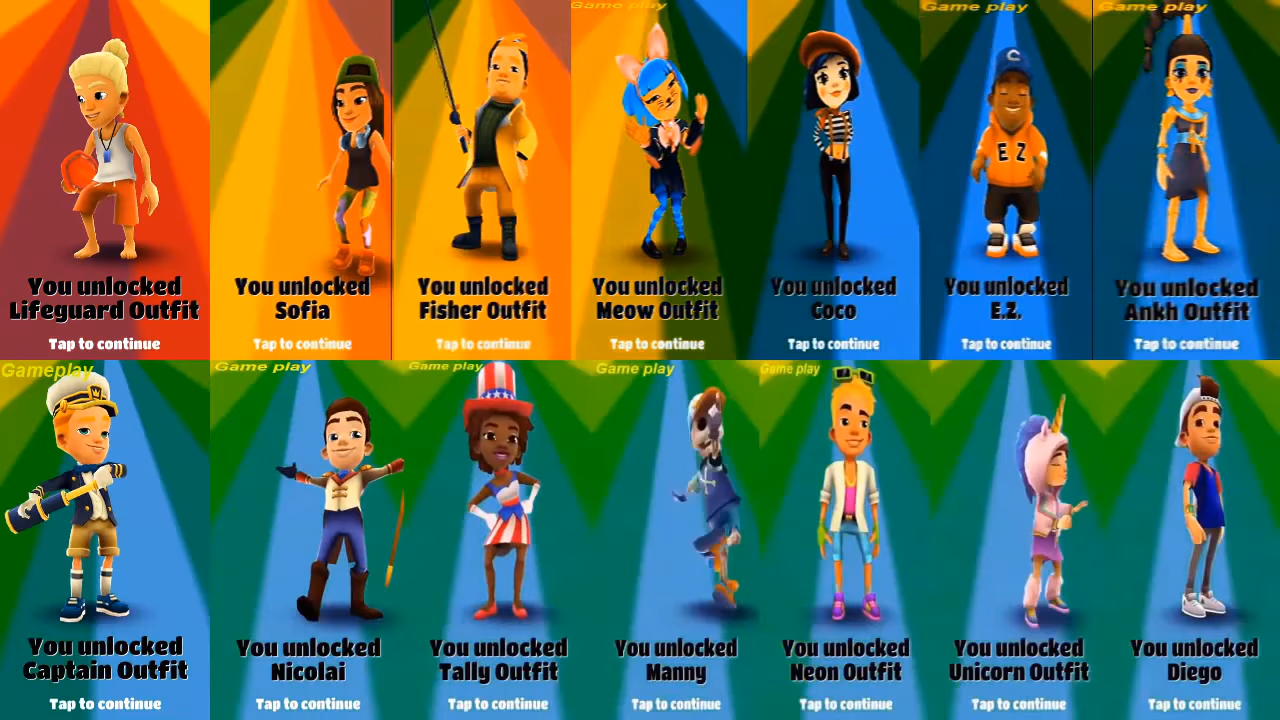 Game play
Game play
Game play
C
E Z
You unlocked
Lifeguard Outfit
Tap to continue
You unlocked
Sofia
Tap to continue
You unlocked
Fisher Outfit
Tap to continue
You unlocked
Meow Outfit
Tap to continue
You unlocked
Coco
Tap to continue
You unlocked
E.Z.
Tap to continue
You unlocked
Ankh Outfit
Tap to continue
Gameplay
Game play
Game play
Game play
Game play
You unlocked
Captain Outfit
Tap to continue
You unlocked
Nicolai
Tap to continue
You unlocked
Tally Outfit
Tap to continue
You unlocked
Manny
Tap to continue
You unlocked
Neon Outfit
Tap to continue
You unlocked
Unicorn Outfit
Tap to continue
You unlocked
Diego
Tap to continue